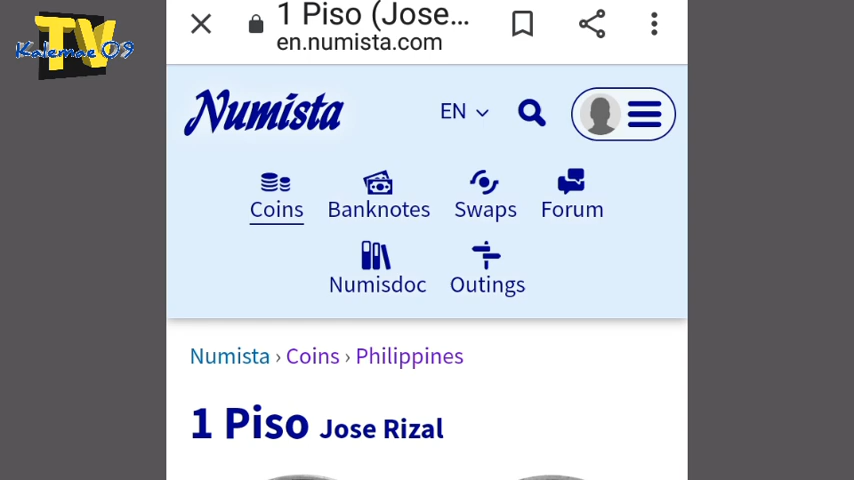 TV
Kalemae 09
1 Piso (Jose...
en.numista.com
Numista
EN
Coins Banknotes Swaps Forum
Numisdoc Outings
Numista › Coins › Philippines
1 Piso Jose Rizal